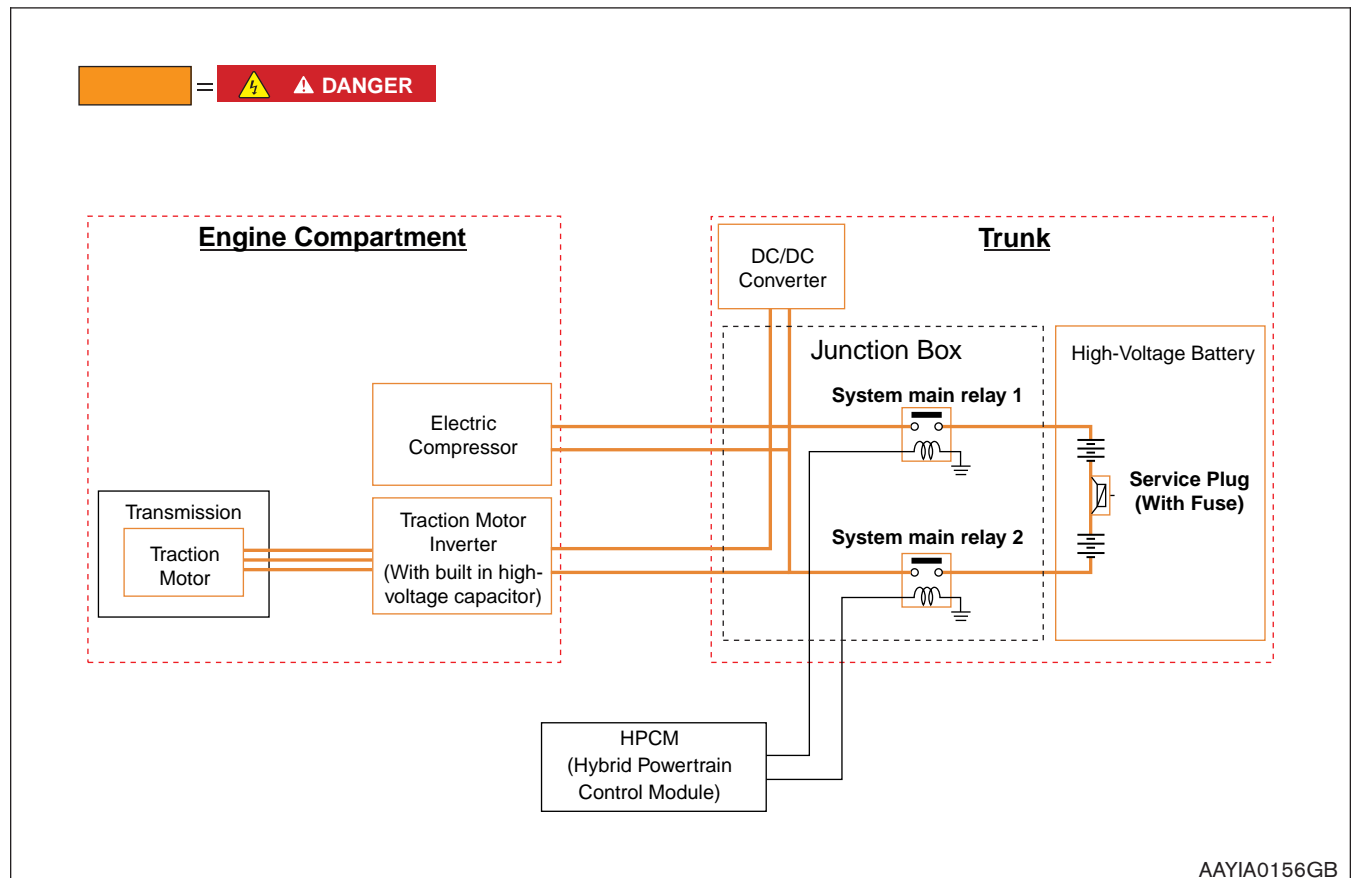 = DANGER
Engine Compartment
Trunk
DC/DC
Converter
Junction Box
High-Voltage Battery
System main relay 1
Electric
Compressor
Service Plug
(With Fuse)
Transmission
Traction
Motor
Traction Motor
Inverter
(With built in high-
voltage capacitor)
System main relay 2
HPCM
(Hybrid Powertrain
Control Module)
AAYIA0156GB